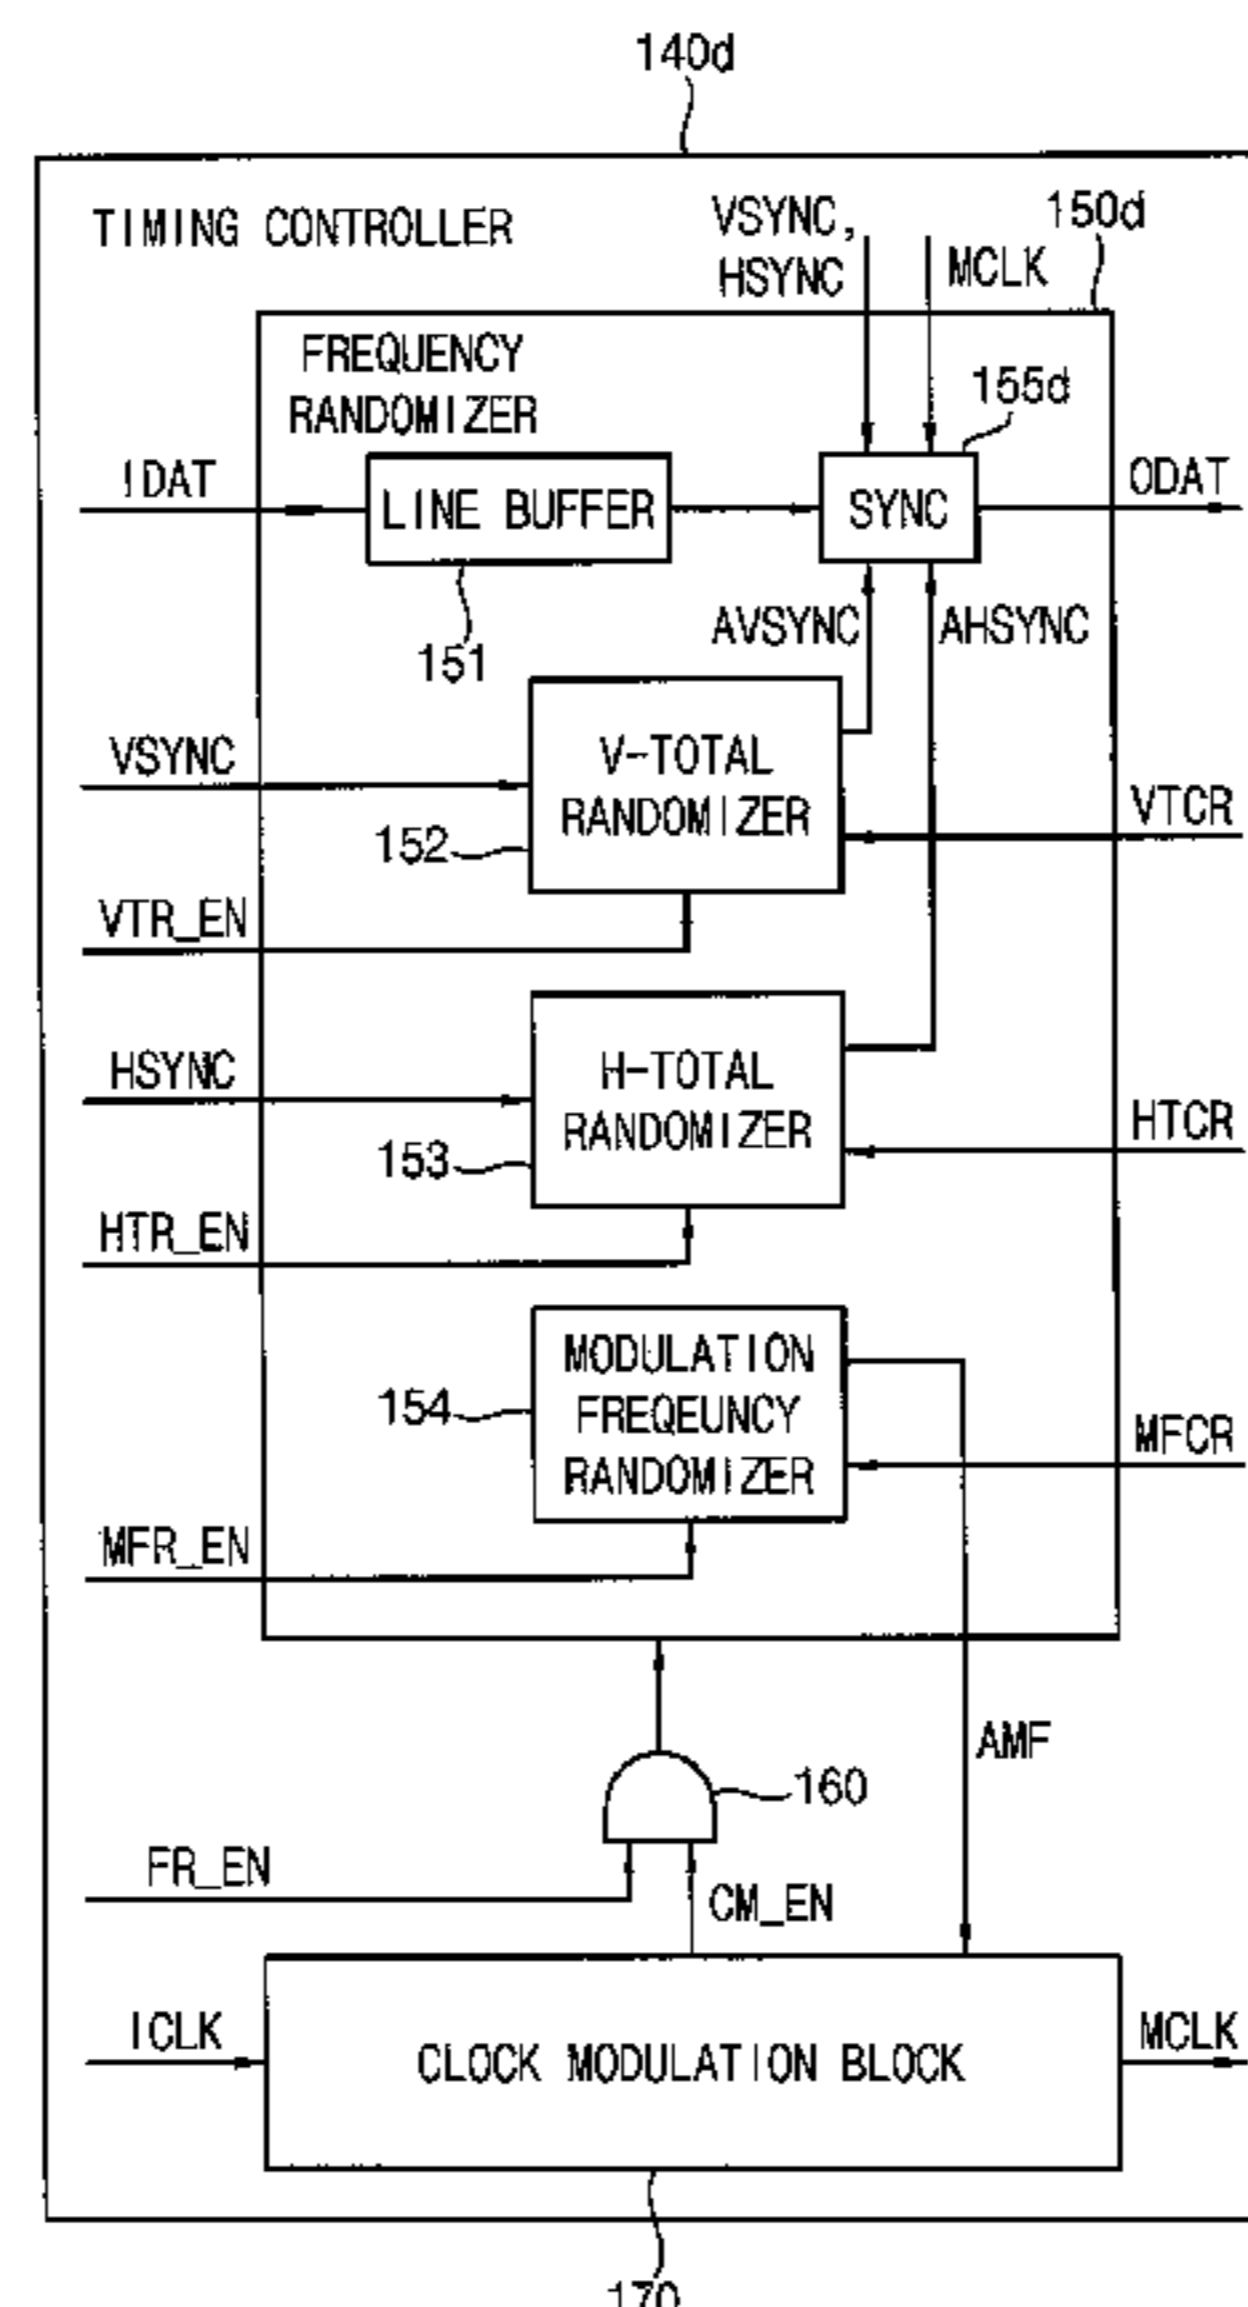 140d
TIMING CONTROLLER
VSYNC,
HSYNC
MCLK
150d
FREQUENCY
RANDOMIZER
155d
IDAT
LINE BUFFER
SYNC
ODAT
151
AVSYNC
AHSYNC
VSYNC
V-TOTAL
RANDOMIZER
VTCR
152
VTR_EN
HSYNC
H-TOTAL
RANDOMIZER
HTCR
153
HTR_EN
MODULATION
FREQEUNCY
RANDOMIZER
154
MFCR
MFR_EN
AMF
160
FR_EN
CM_EN
ICLK
CLOCK MODULATION BLOCK
MCLK
170